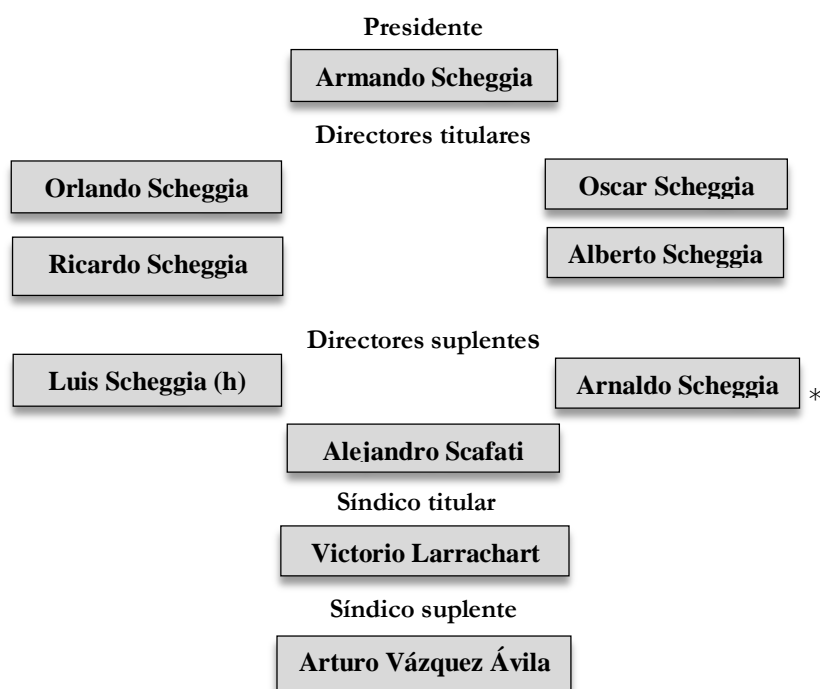 Presidente
Armando Scheggia
Directores titulares
Orlando Scheggia
Oscar Scheggia
Ricardo Scheggia
Alberto Scheggia
Directores suplentes
Luis Scheggia (h)
Arnaldo Scheggia *
Alejandro Scafati
Síndico titular
Victorio Larrachart
Síndico suplente
Arturo Vázquez Ávila